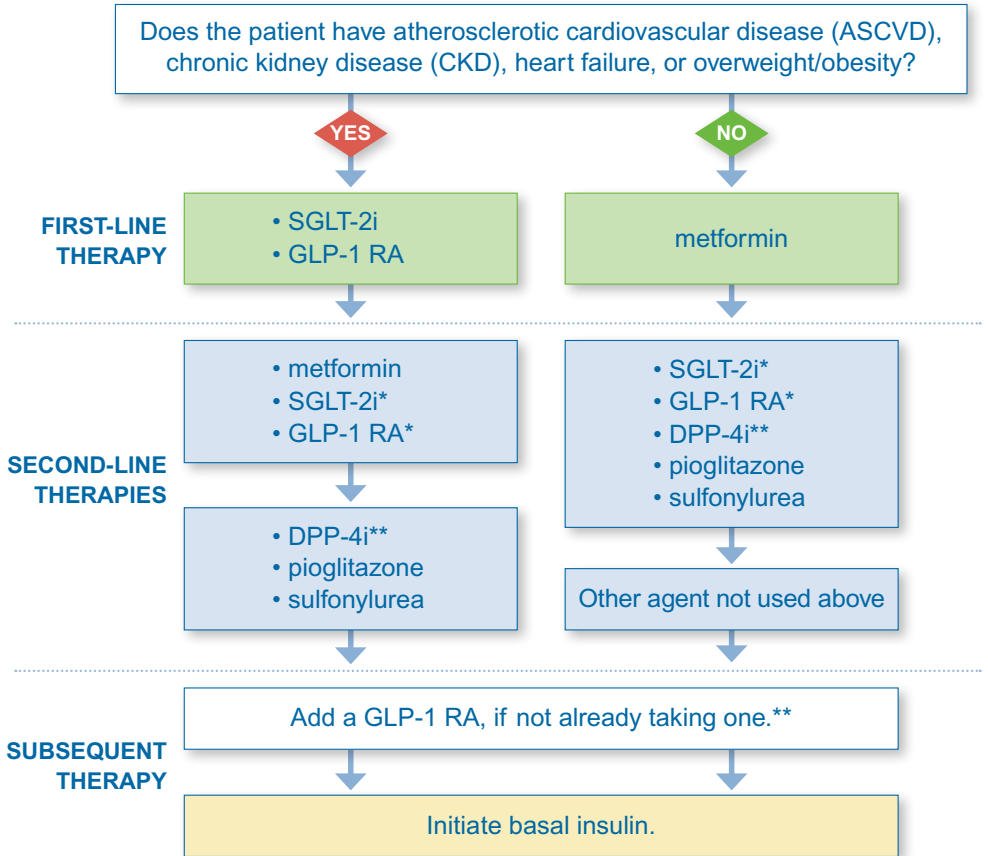 Does the patient have atherosclerotic cardiovascular disease (ASCVD),
chronic kidney disease (CKD), heart failure, or overweight/obesity?
YES
NO
FIRST-LINE
THERAPY
• SGLT-2i
• GLP-1 RA
metformin
SECOND-LINE
THERAPIES
• metformin
• SGLT-2i*
• GLP-1 RA*
• DPP-4i**
• pioglitazone
• sulfonylurea
• SGLT-2i*
• GLP-1 RA*
• DPP-4i**
• pioglitazone
• sulfonylurea
Other agent not used above
SUBSEQUENT
THERAPY
Add a GLP-1 RA, if not already taking one.**
Initiate basal insulin.